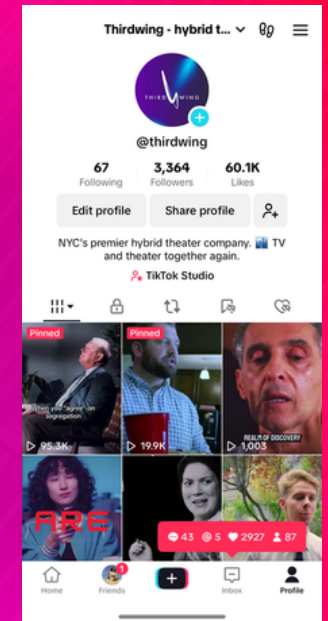 Thirdwing - hybrid t...
THIRDWING
@thirdwing
67 3,364 60.1K
Following Followers Likes
Edit profile Share profile
NYC's premier hybrid theater company. 🏙️ TV
and theater together again.
TikTok Studio
Pinned Pinned
When you "agree" on
segregation
REALM OF DISCOVERY
95.3K 19.9K 1,003
ARE
43 5 2927 87
1
Home Friends Inbox Profile